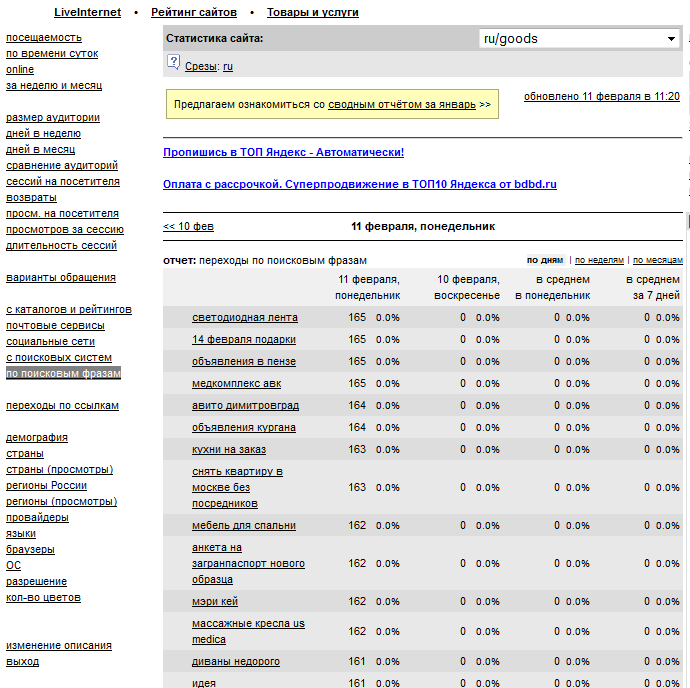 LiveInternet • Рейтинг сайтов • Товары и услуги
посещаемость
по времени суток
online
за неделю и месяц
размер аудитории
дней в неделю
дней в месяц
сравнение аудиторий
сессий на посетителя
возвраты
просм. на посетителя
просмотров за сессию
длительность сессий
варианты обращения
с каталогов и рейтингов
почтовые сервисы
социальные сети
с поисковых систем
по поисковым фразам
переходы по ссылкам
демография
страны
страны (просмотры)
регионы России
регионы (просмотры)
провайдеры
языки
браузеры
ОС
разрешение
кол-во цветов
изменение описания
выход
Статистика сайта: ru/goods
? Срезы: ru
Предлагаем ознакомиться со сводным отчётом за январь >>
обновлено 11 февраля в 11:20
Пропишись в ТОП Яндекс - Автоматически!
Оплата с рассрочкой. Суперпродвижение в ТОП10 Яндекса от bdbd.ru
<< 10 фев 11 февраля, понедельник
отчет: переходы по поисковым фразам по дням | по неделям | по месяцам
11 февраля, 10 февраля, в среднем в среднем
понедельник воскресенье в понедельник за 7 дней
светодиодная лента 165 0.0% 0 0.0% 0 0.0% 0 0.0%
14 февраля подарки 165 0.0% 0 0.0% 0 0.0% 0 0.0%
объявления в пензе 165 0.0% 0 0.0% 0 0.0% 0 0.0%
медкомплекс авк 165 0.0% 0 0.0% 0 0.0% 0 0.0%
авито димитровград 164 0.0% 0 0.0% 0 0.0% 0 0.0%
объявления кургана 164 0.0% 0 0.0% 0 0.0% 0 0.0%
кухни на заказ 163 0.0% 0 0.0% 0 0.0% 0 0.0%
снять квартиру в
москве без 163 0.0% 0 0.0% 0 0.0% 0 0.0%
посредников
мебель для спальни 162 0.0% 0 0.0% 0 0.0% 0 0.0%
анкета на
загранпаспорт нового 162 0.0% 0 0.0% 0 0.0% 0 0.0%
образца
мэри кей 162 0.0% 0 0.0% 0 0.0% 0 0.0%
массажные кресла us
medica 162 0.0% 0 0.0% 0 0.0% 0 0.0%
диваны недорого 161 0.0% 0 0.0% 0 0.0% 0 0.0%
идея 161 0.0% 0 0.0% 0 0.0% 0 0.0%